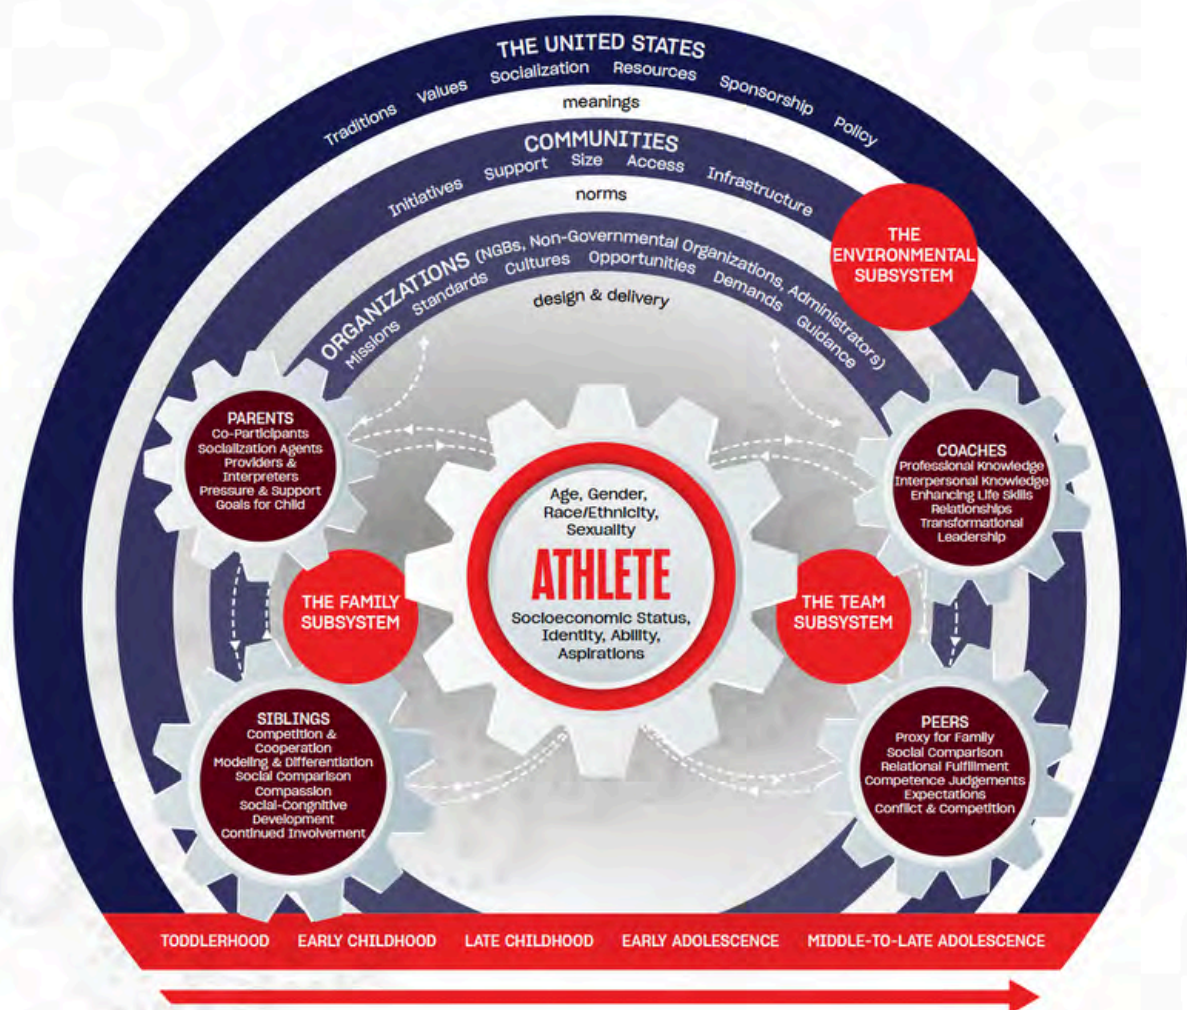 THE UNITED STATES
Traditions Values Socialization Resources Sponsorship Policy
meanings
COMMUNITIES
Initiatives Support Size Access Infrastructure
norms
ORGANIZATIONS (NGBs, Non-Governmental Organizations, Administrators)
Missions Standards Cultures Opportunities Demands Guidance
design & delivery
THE
ENVIRONMENTAL
SUBSYSTEM
PARENTS
Co-Participants
Socialization Agents
Providers &
Interpreters
Pressure & Support
Goals for Child
COACHES
Professional Knowledge
Interpersonal Knowledge
Enhancing Life Skills
Relationships
Transformational
Leadership
Age, Gender,
Race/Ethnicity,
Sexuality
ATHLETE
Socioeconomic Status,
Identity, Ability,
Aspirations
THE FAMILY
SUBSYSTEM
THE TEAM
SUBSYSTEM
SIBLINGS
Competition &
Cooperation
Modeling & Differentiation
Social Comparison
Compassion
Social-Congnitive
Development
Continued Involvement
PEERS
Proxy for Family
Social Comparison
Relational Fulfillment
Competence Judgements
Expectations
Conflict & Competition
TODDLERHOOD EARLY CHILDHOOD LATE CHILDHOOD EARLY ADOLESCENCE MIDDLE-TO-LATE ADOLESCENCE